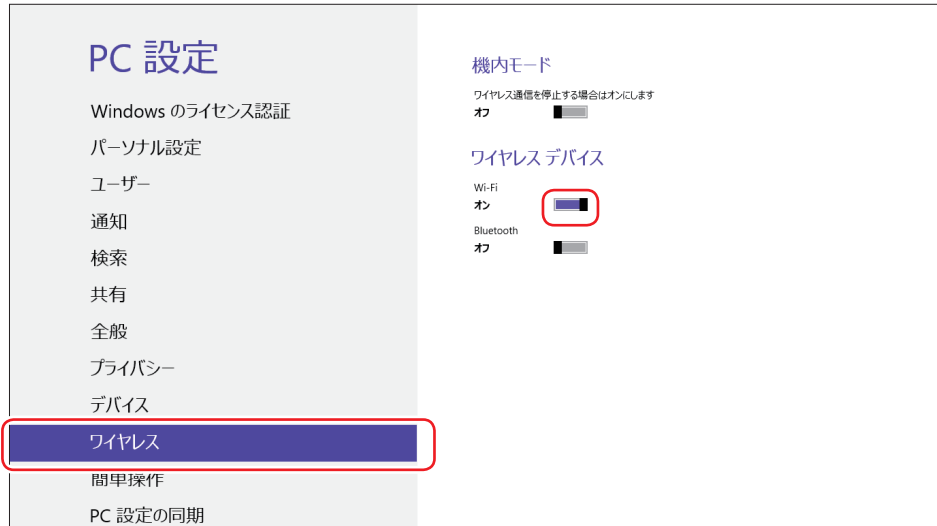 PC 設定
Windows のライセンス認証
パーソナル設定
ユーザー
通知
検索
共有
全般
プライバシー
デバイス
ワイヤレス
簡単操作
PC 設定の同期
機内モード
ワイヤレス通信を停止する場合はオンにします
オフ
ワイヤレス デバイス
Wi-Fi
オン
Bluetooth
オフ